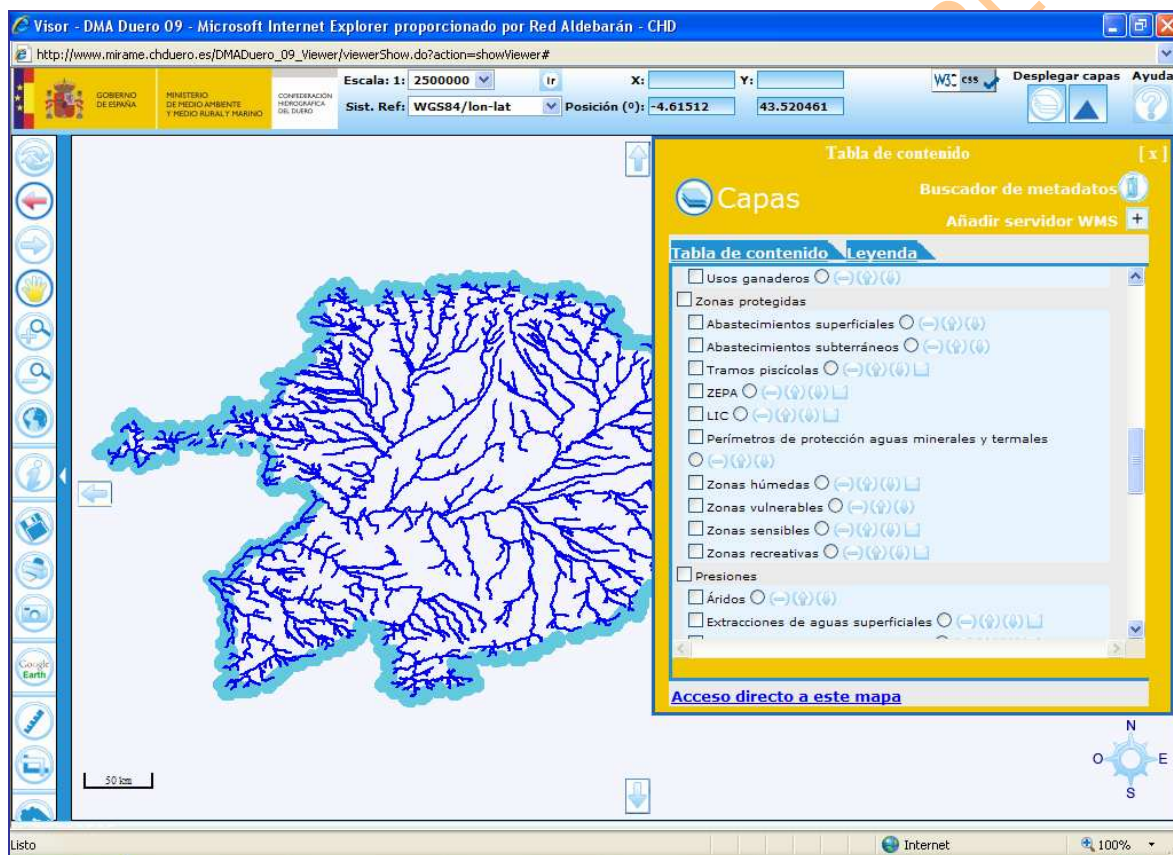 Visor - DMA Duero 09 - Microsoft Internet Explorer proporcionado por Red Aldebarán - CHD
http://www.mirame.chduero.es/DMADuero_09_Viewer/viewerShow.do?action=showViewer#
GOBIERNO DE ESPAÑA
MINISTERIO DE MEDIO AMBIENTE Y MEDIO RURAL Y MARINO
CONFEDERACIÓN HIDROGRÁFICA DEL DUERO
Escala: 1: 2500000 Ir X: Y:
Sist. Ref: WGS84/lon-lat Posición (º): -4.61512 43.520461
W3C css
Desplegar capas Ayuda
Tabla de contenido [ x ]
Capas
Buscador de metadatos
Añadir servidor WMS +
Tabla de contenido Leyenda
Usos ganaderos
Zonas protegidas
Abastecimientos superficiales
Abastecimientos subterráneos
Tramos piscícolas
ZEPA
LIC
Perímetros de protección aguas minerales y termales
Zonas húmedas
Zonas vulnerables
Zonas sensibles
Zonas recreativas
Presiones
Áridos
Extracciones de aguas superficiales
Acceso directo a este mapa
Google Earth
50 km
N
O E
S
Listo Internet 100%